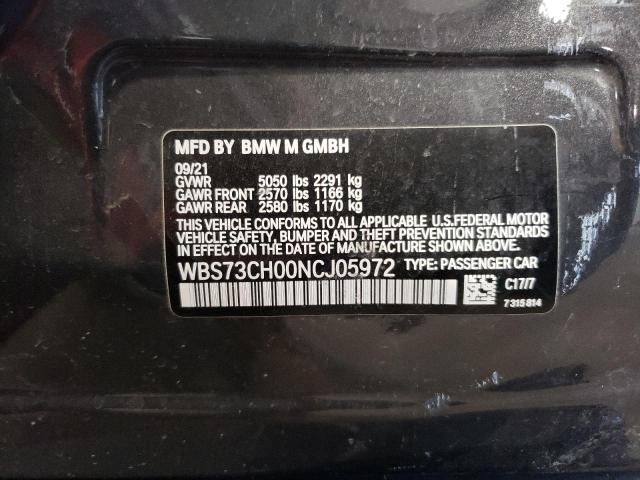 MFD BY BMW M GMBH
09/21
GVWR 5050 lbs 2291 kg
GAWR FRONT 2570 lbs 1166 kg
GAWR REAR 2580 lbs 1170 kg
THIS VEHICLE CONFORMS TO ALL APPLICABLE U.S.FEDERAL MOTOR
VEHICLE SAFETY, BUMPER AND THEFT PREVENTION STANDARDS
IN EFFECT ON THE DATE OF MANUFACTURE SHOWN ABOVE.
WBS73CH00NCJ05972 TYPE: PASSENGER CAR
C17/7
7315814